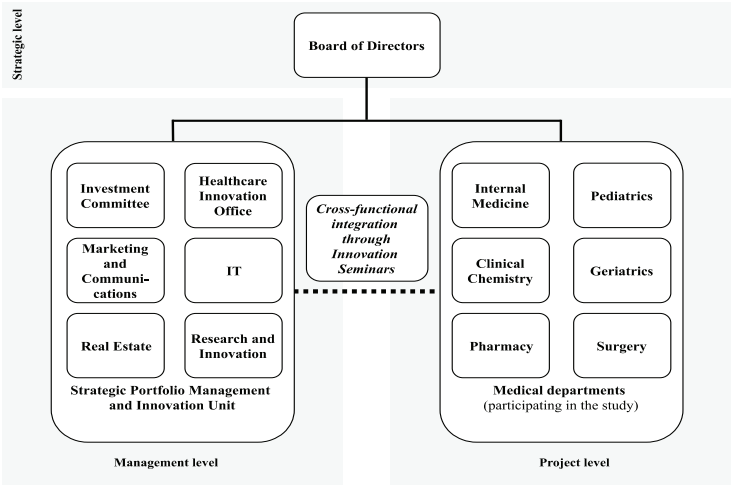 Strategic level
Board of Directors
Investment
Committee
Healthcare
Innovation
Office
Marketing
and
Communi-
cations
IT
Real Estate
Research and
Innovation
Strategic Portfolio Management
and Innovation Unit
Management level
Cross-functional
integration
through
Innovation
Seminars
Internal
Medicine
Pediatrics
Clinical
Chemistry
Geriatrics
Pharmacy
Surgery
Medical departments
(participating in the study)
Project level